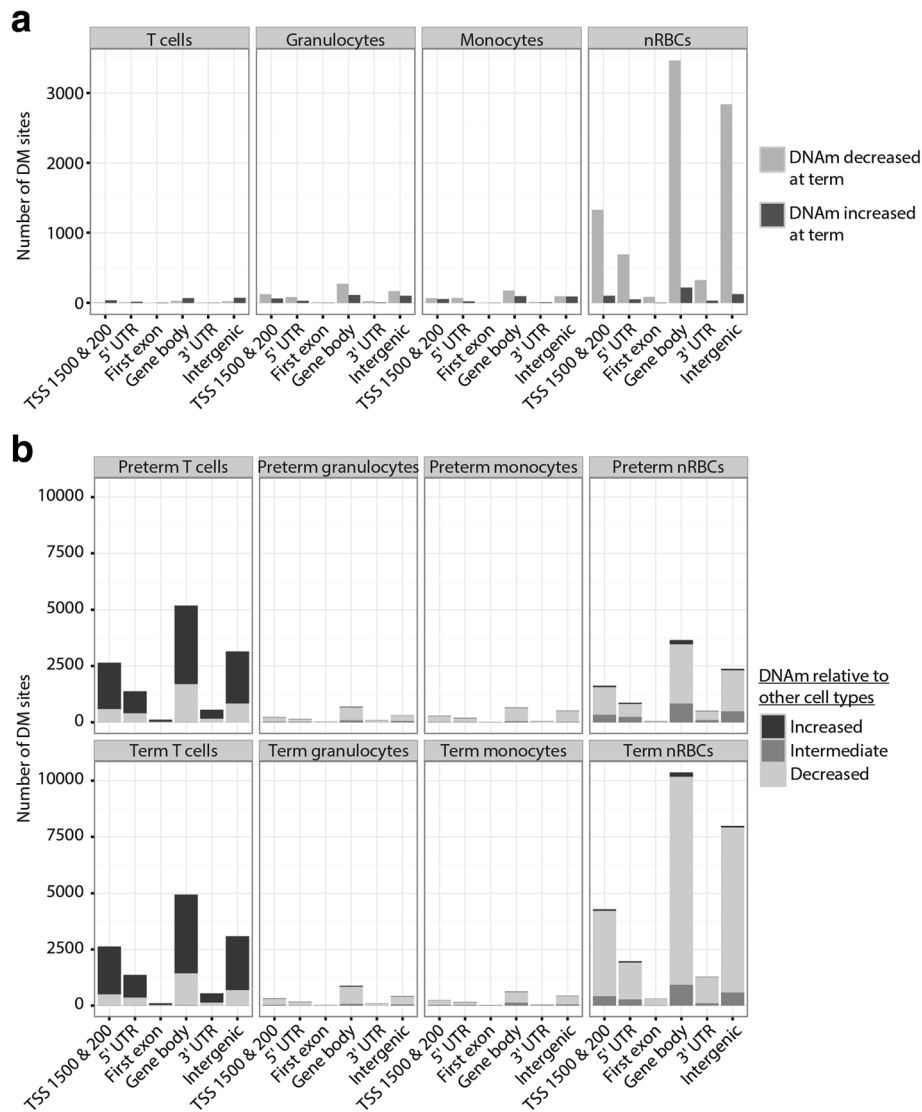 a
T cells
Granulocytes
Monocytes
nRBCs
Number of DM sites
3000
2000
1000
0
TSS 1500 & 200
5' UTR
First exon
Gene body
3' UTR
Intergenic
TSS 1500 & 200
5' UTR
First exon
Gene body
3' UTR
Intergenic
TSS 1500 & 200
5' UTR
First exon
Gene body
3' UTR
Intergenic
TSS 1500 & 200
5' UTR
First exon
Gene body
3' UTR
Intergenic
DNAm decreased
at term
DNAm increased
at term
b
Preterm T cells
Preterm granulocytes
Preterm monocytes
Preterm nRBCs
10000
7500
5000
2500
0
Number of DM sites
Term T cells
Term granulocytes
Term monocytes
Term nRBCs
10000
7500
5000
2500
0
TSS 1500 & 200
5' UTR
First exon
Gene body
3' UTR
Intergenic
TSS 1500 & 200
5' UTR
First exon
Gene body
3' UTR
Intergenic
TSS 1500 & 200
5' UTR
First exon
Gene body
3' UTR
Intergenic
TSS 1500 & 200
5' UTR
First exon
Gene body
3' UTR
Intergenic
DNAm relative to
other cell types
Increased
Intermediate
Decreased